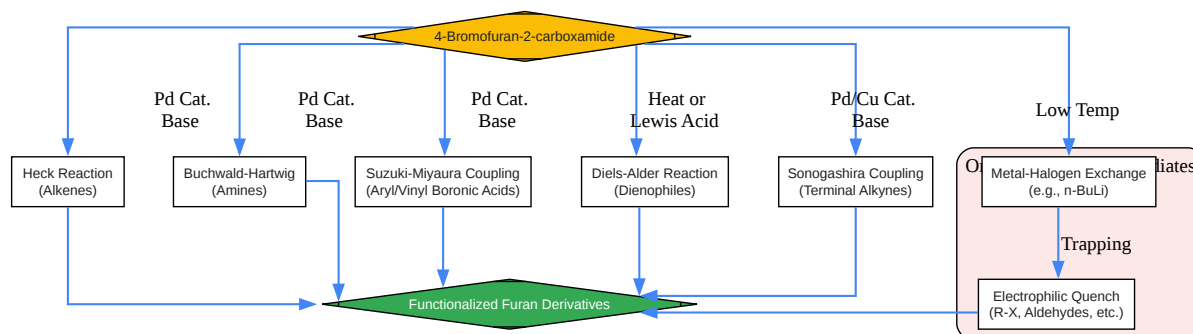 4-Bromofuran-2-carboxamide
Pd Cat.
Base
Pd Cat.
Base
Pd Cat.
Base
Heat or
Lewis Acid
Pd/Cu Cat.
Base
Low Temp
Heck Reaction
(Alkenes)
Buchwald-Hartwig
(Amines)
Suzuki-Miyaura Coupling
(Aryl/Vinyl Boronic Acids)
Diels-Alder Reaction
(Dienophiles)
Sonogashira Coupling
(Terminal Alkynes)
Metal-Halogen Exchange
(e.g., n-BuLi)
Trapping
Functionalized Furan Derivatives
Electrophilic Quench
(R-X, Aldehydes, etc.)